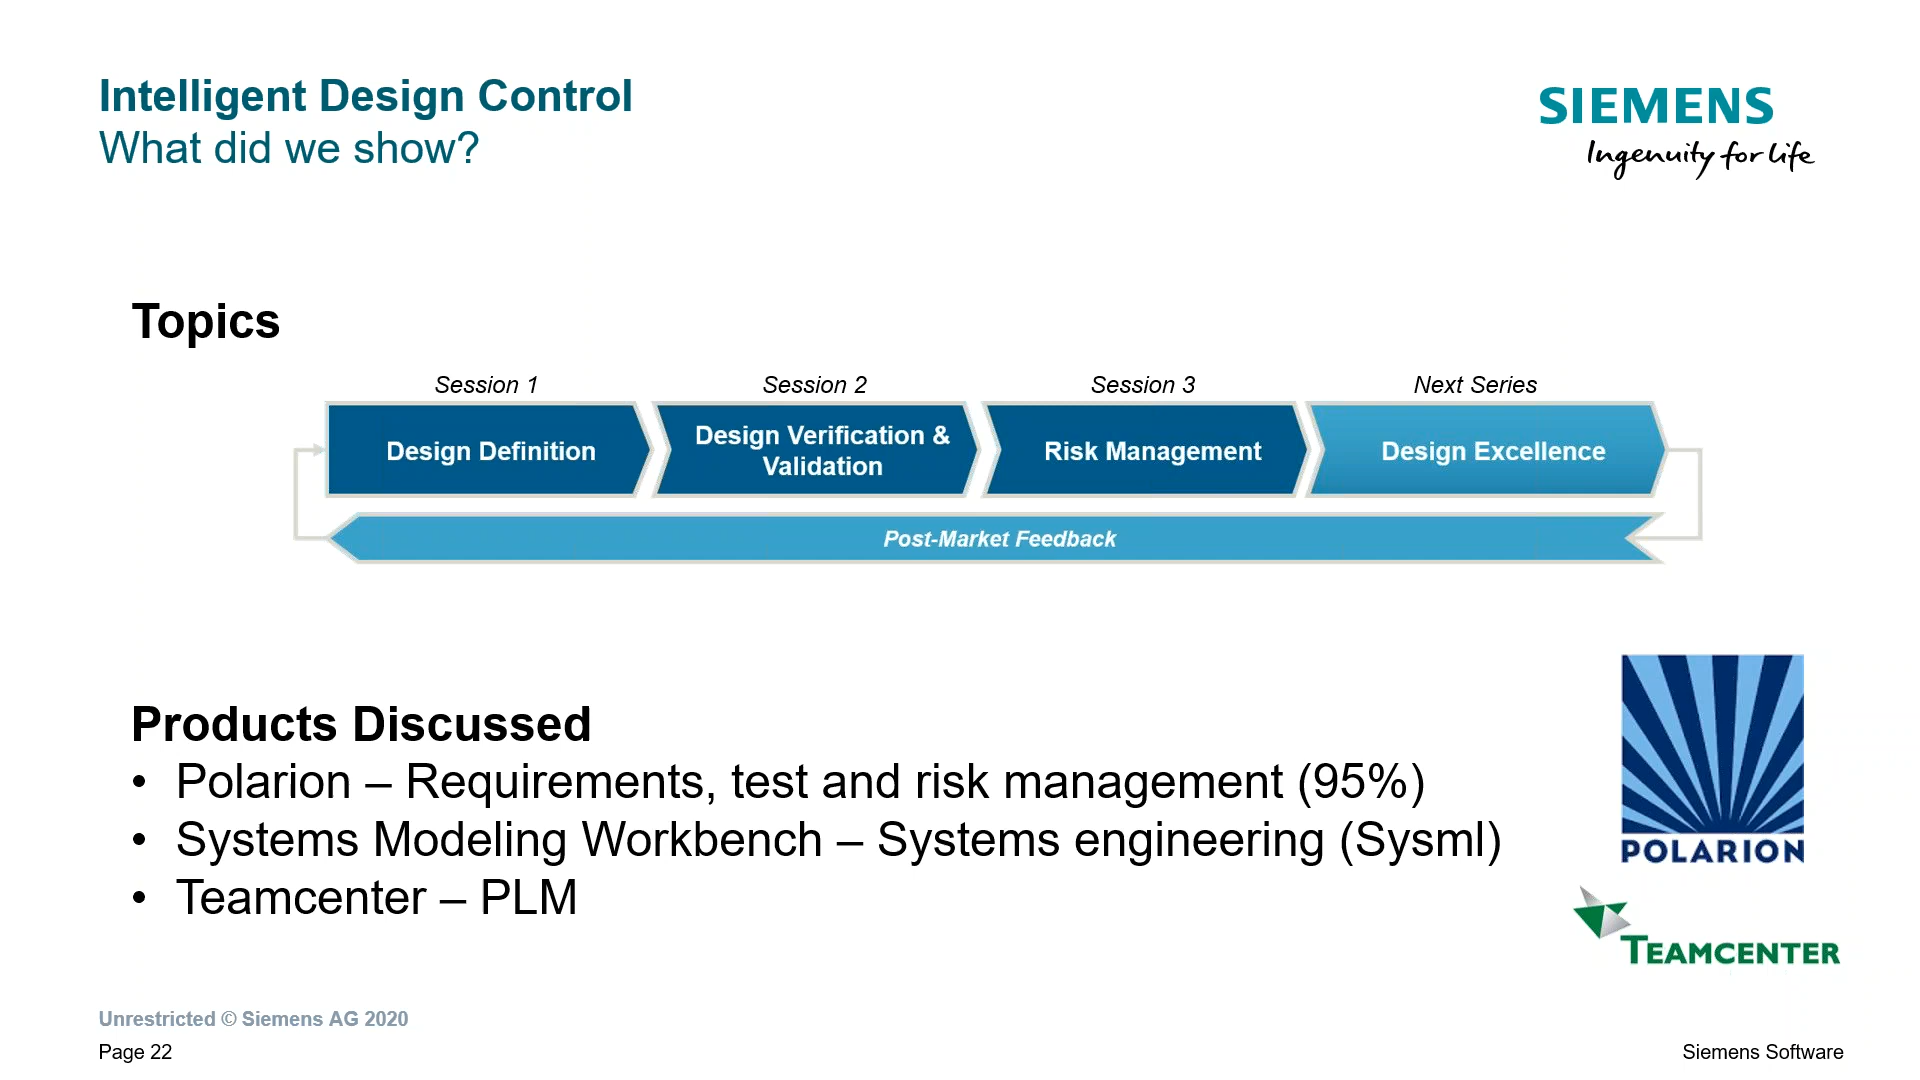 Intelligent Design Control
What did we show?
SIEMENS
Ingenuity for life
Topics
Session 1
Session 2
Session 3
Next Series
Design Definition
Design Verification &
Validation
Risk Management
Design Excellence
Post-Market Feedback
Products Discussed
• Polarion – Requirements, test and risk management (95%)
• Systems Modeling Workbench – Systems engineering (Sysml)
• Teamcenter – PLM
POLARION
TEAMCENTER
Unrestricted © Siemens AG 2020
Page 22
Siemens Software